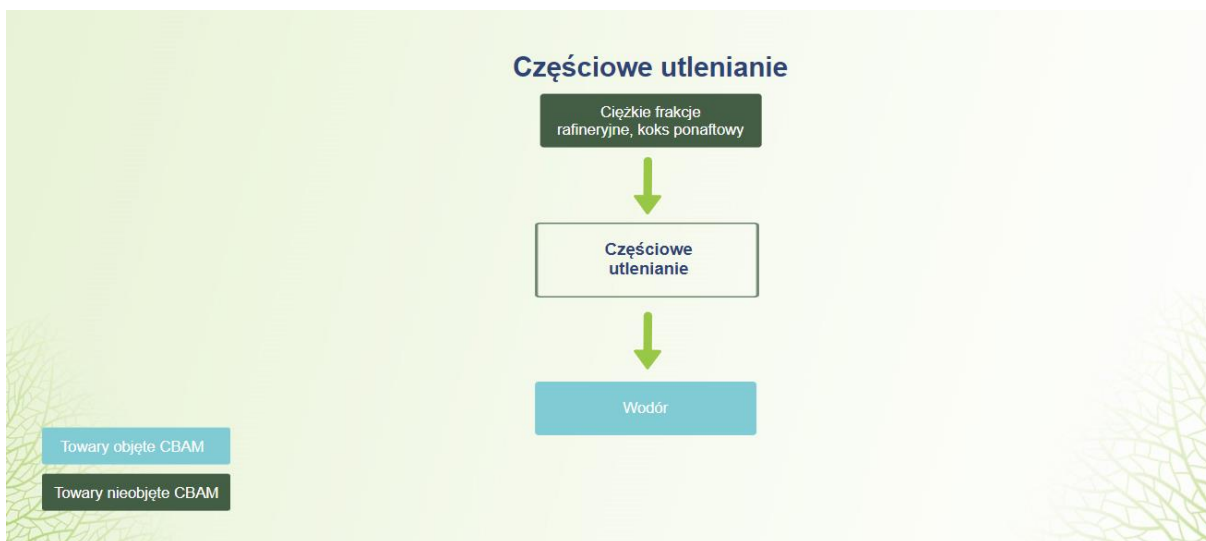 Częściowe utlenianie
Ciężkie frakcje
rafineryjne, koks ponaftowy
Częściowe
utlenianie
Wodór
Towary objęte CBAM
Towary nieobjęte CBAM